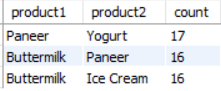 product1 product2 count
Paneer Yogurt 17
Buttermilk Paneer 16
Buttermilk Ice Cream 16